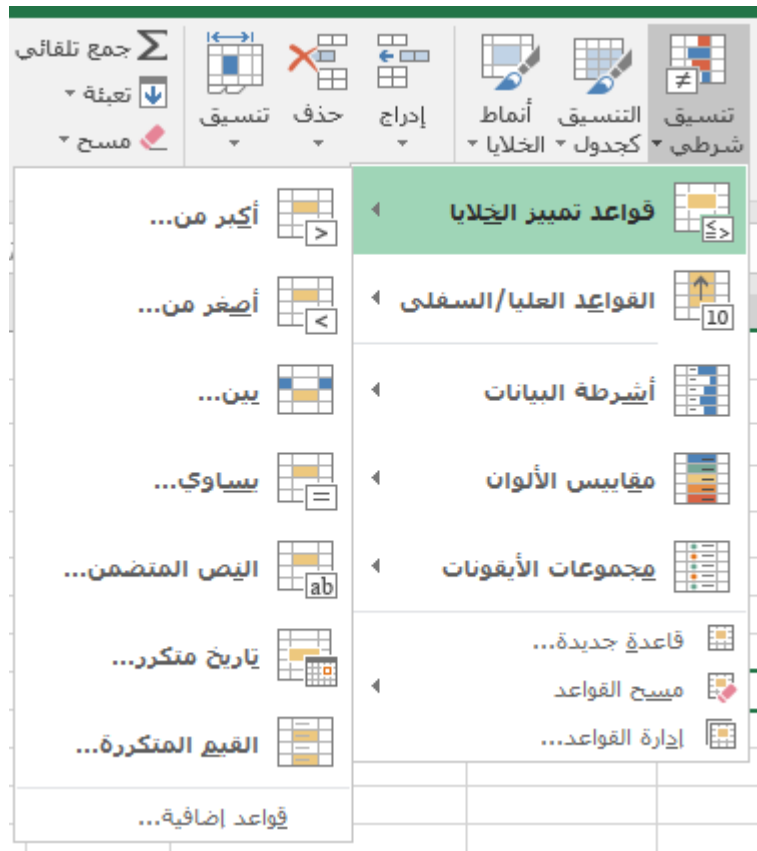 تنسيق شرطي
التنسيق كجدول
أنماط الخلايا
إدراج
حذف
تنسيق
جمع تلقائي
تعبئة
مسح
قواعد تمييز الخلايا
القواعد العليا/السفلى
10
أشرطة البيانات
مقاييس الألوان
مجموعات الأيقونات
قاعدة جديدة...
مسح القواعد
إدارة القواعد...
أكبر من...
أصغر من...
بين...
يساوي...
النص المتضمن...
ab
تاريخ متكرر...
القيم المتكررة...
قواعد إضافية...